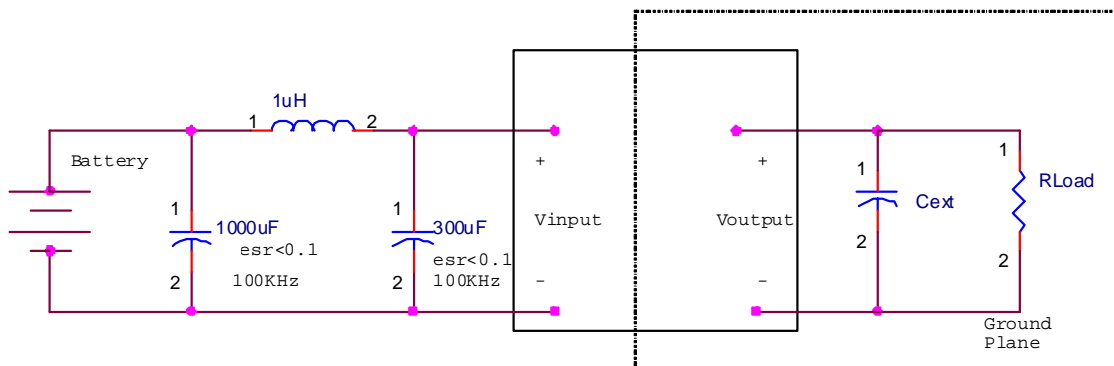 1uH
1 2
Battery
+ +
1 1
1 1
1000uF 300uF Vinput Voutput Cext RLoad
esr<0.1 esr<0.1
2 2 100KHz 100KHz 2 2
- -
Ground
Plane